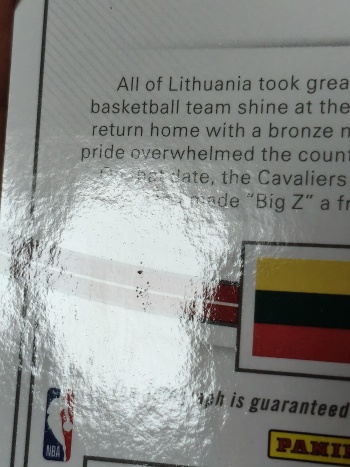 All of Lithuania took grea
basketball team shine at the
return home with a bronze
pride overwhelmed the count
date, the Cavaliers
made "Big Z" a fr
is guaranteed
NBA
PANI